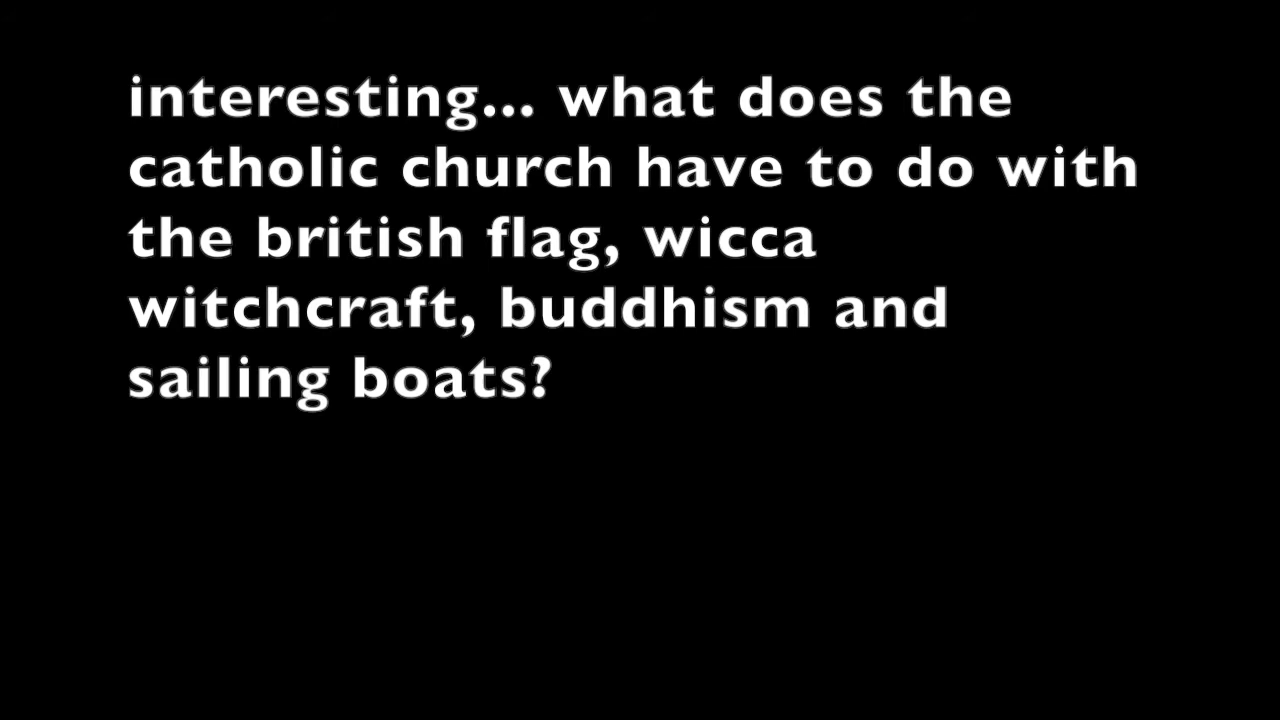 interesting... what does the
catholic church have to do with
the british flag, wicca
witchcraft, buddhism and
sailing boats?